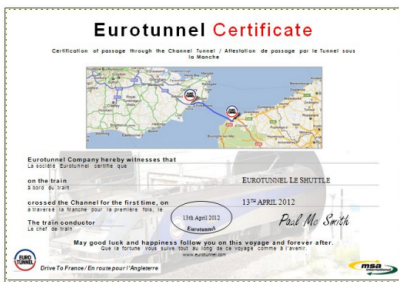 Eurotunnel Certificate
Certification of passage through the Channel Tunnel / Attestation de passage par le Tunnel sous
la Manche
Eurotunnel Company hereby witnesses that
La société Eurotunnel certifie que
on the train
à bord du train
EUROTUNNEL LE SHUTTLE
crossed the Channel for the first time, on
a traversé la Manche pour la première fois, le
13TH APRIL 2012
The train conductor
Le chef de train
13th April 2012
Eurotunnel
Paul Mc Smith
May good luck and happiness follow you on this voyage and forever after.
Que la fortune vous suive tout au long de ce voyage comme à l'avenir.
www.eurotunnel.com
EURO
TUNNEL
Drive To France / En route pour l'Angleterre
msa
international